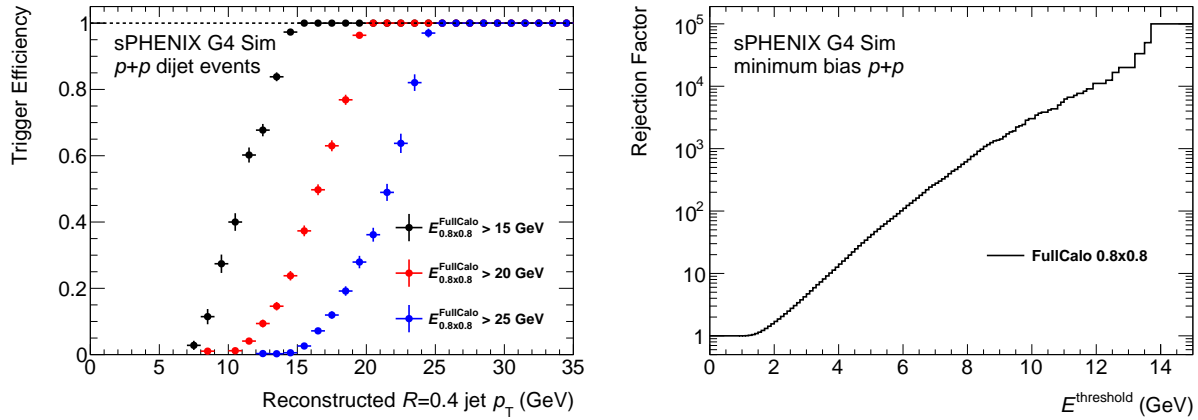 sPHENIX G4 Sim
p+p dijet events
Trigger Efficiency
1
0.8
0.6
0.4
0.2
0
E^FullCalo_0.8x0.8 > 15 GeV
E^FullCalo_0.8x0.8 > 20 GeV
E^FullCalo_0.8x0.8 > 25 GeV
0 5 10 15 20 25 30 35
Reconstructed R=0.4 jet p_T (GeV)
sPHENIX G4 Sim
minimum bias p+p
Rejection Factor
10^5
10^4
10^3
10^2
10
1
FullCalo 0.8x0.8
0 2 4 6 8 10 12 14
E^threshold (GeV)